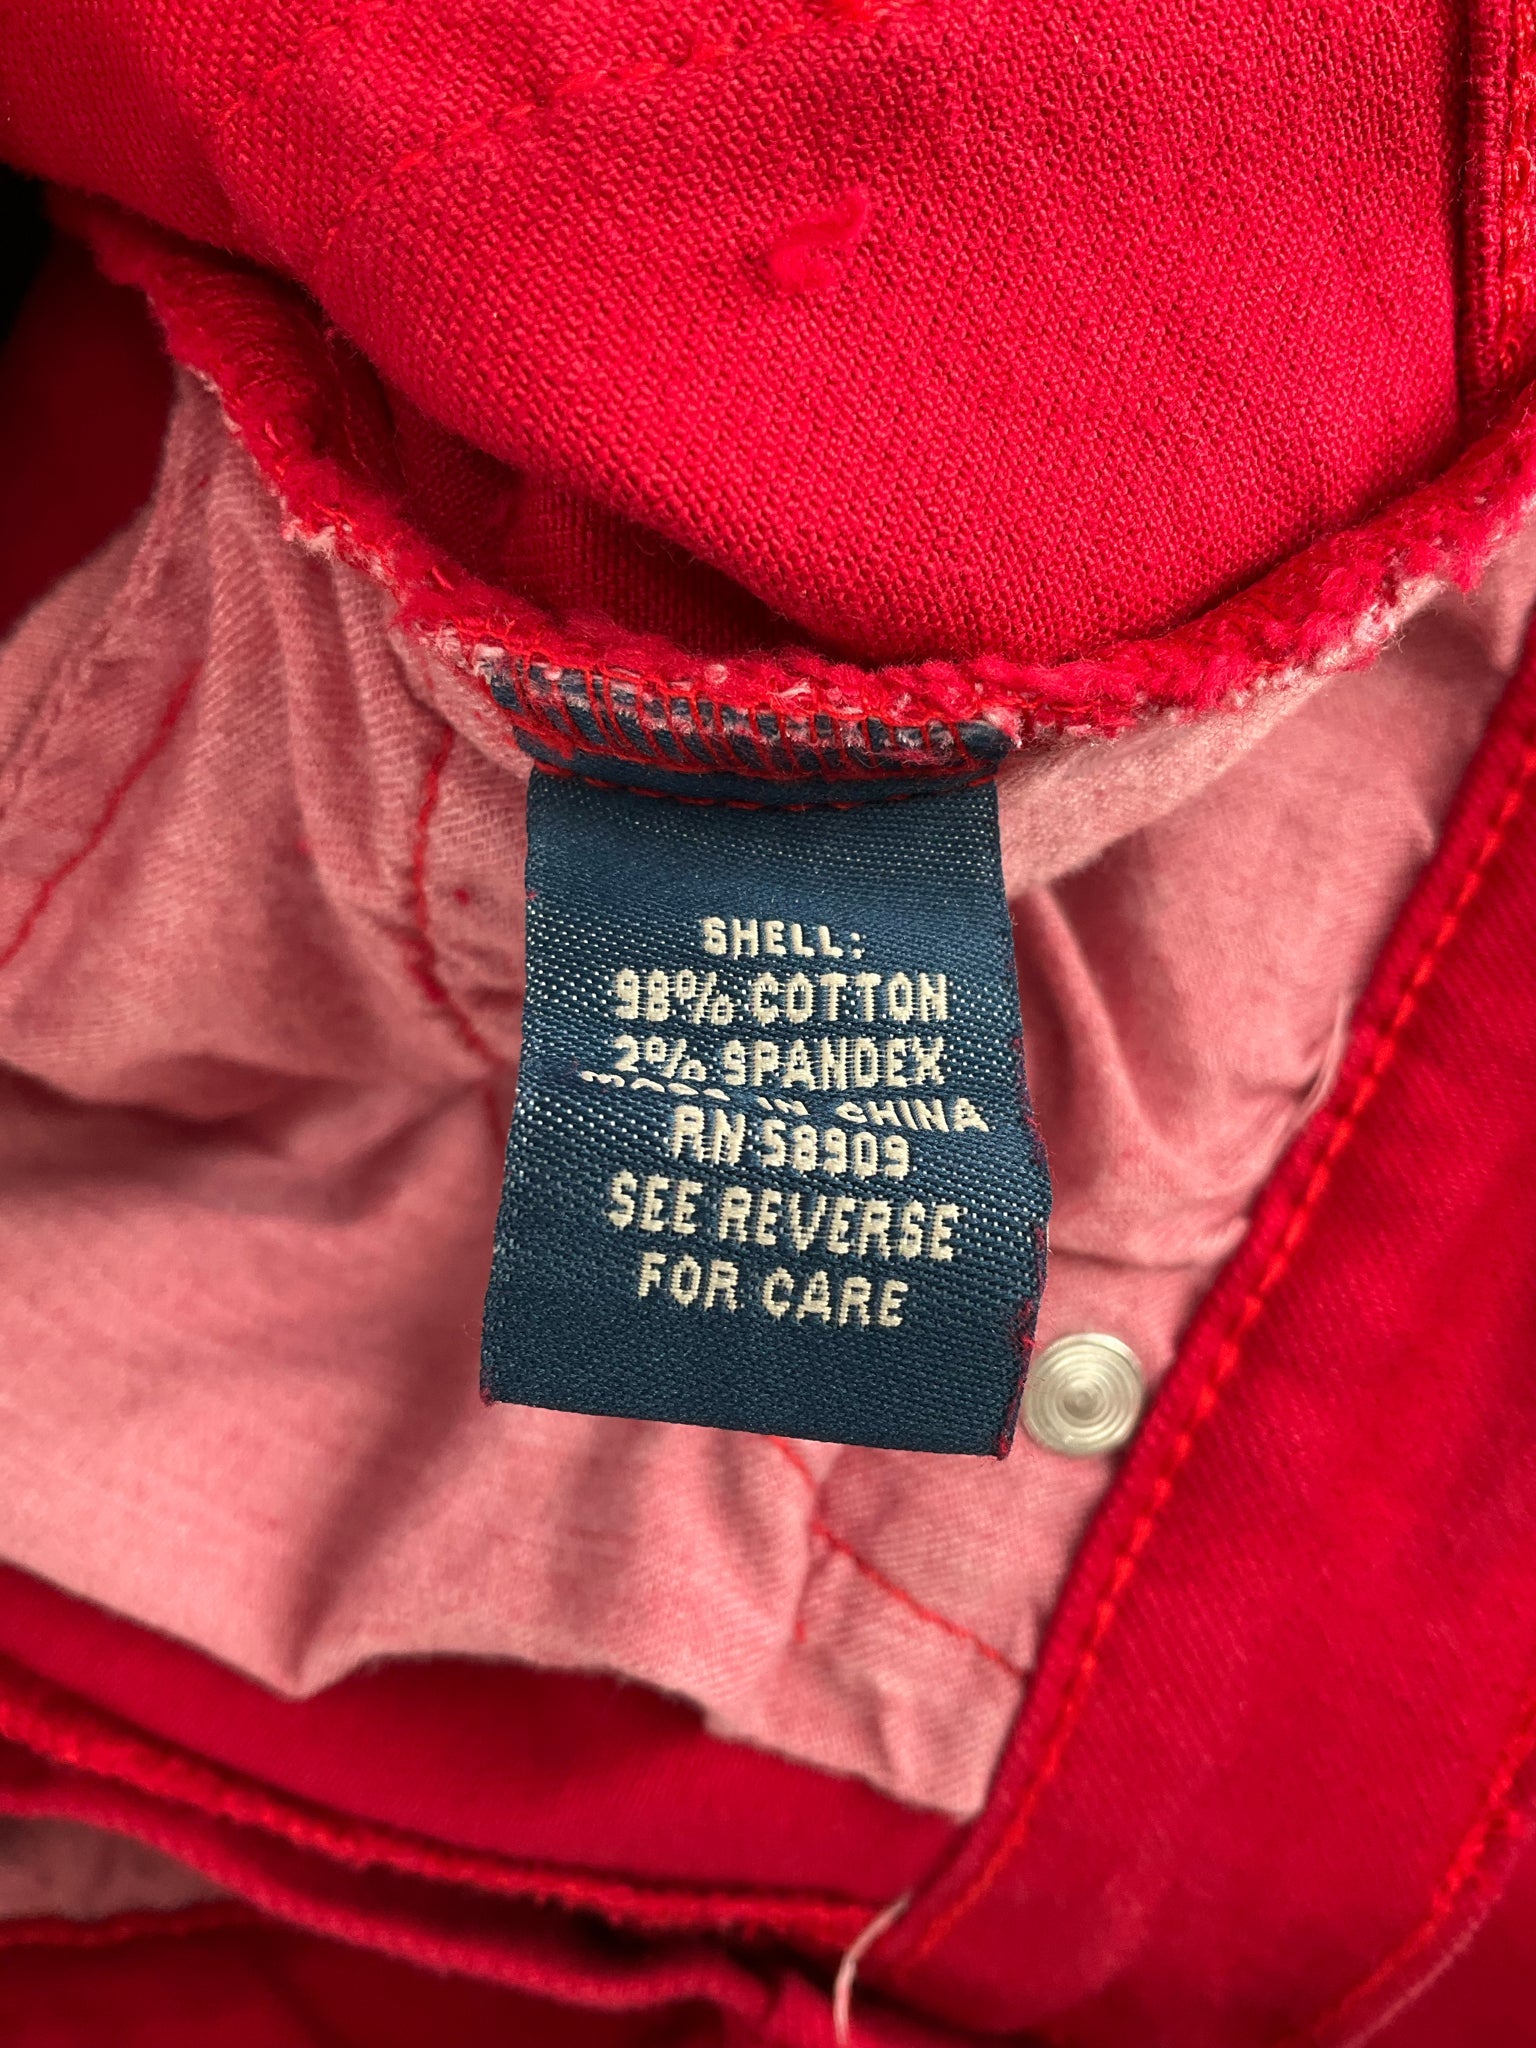 SHELL:
98% COTTON
2% SPANDEX
MADE IN CHINA
RN 58909
SEE REVERSE
FOR CARE